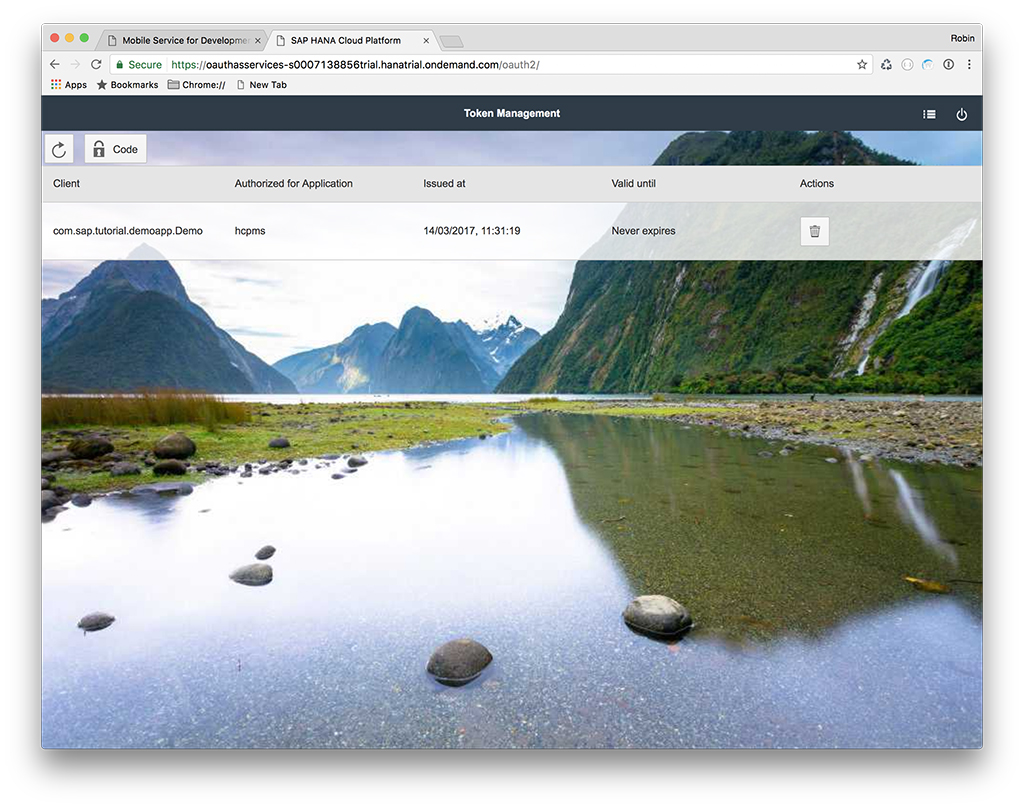 Mobile Service for Developme
SAP HANA Cloud Platform
Robin
Secure https://oauthasservices-s0007138856trial.hanatrial.ondemand.com/oauth2/
Apps Bookmarks Chrome:// New Tab
Token Management
Code
Client Authorized for Application Issued at Valid until Actions
com.sap.tutorial.demoapp.Demo hcpms 14/03/2017, 11:31:19 Never expires